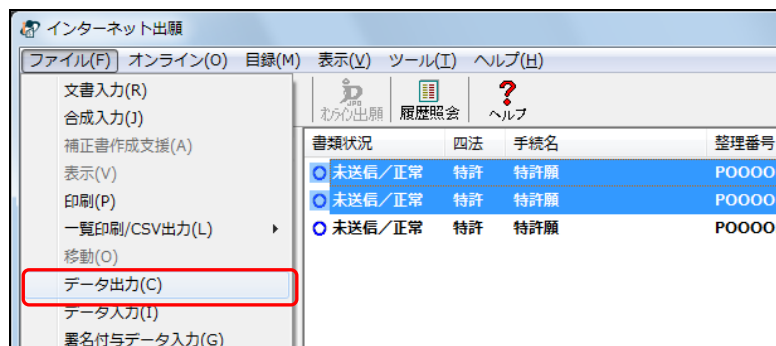 インターネット出願
ファイル(F) オンライン(O) 目録(M) 表示(V) ツール(T) ヘルプ(H)
文書入力(R)
合成入力(J)
補正書作成支援(A)
表示(V)
印刷(P)
一覧印刷/CSV出力(L)
移動(O)
データ出力(C)
データ入力(I)
署名付与データ入力(G)
JPO
オンライン出願 履歴照会 ヘルプ
書類状況 四法 手続名 整理番号
未送信/正常 特許 特許願 P0000
未送信/正常 特許 特許願 P0000
未送信/正常 特許 特許願 P0000